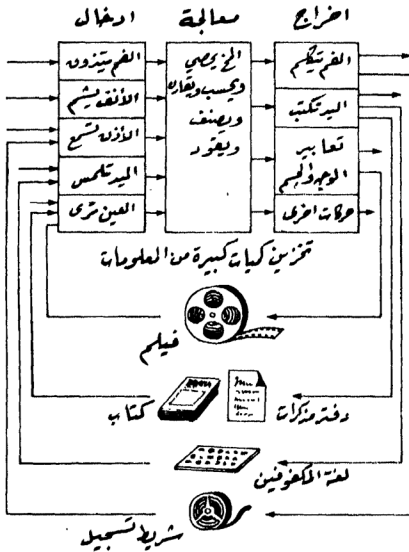 ادخال
معالجة
اخراج
الفم يتذوق
الأنف يشم
الأذن تسمع
اليد تلمس
العين ترى
المخ يحصي
ويحسب ويقارن
ويصنف
ويقود
الفم يتكلم
اليد تكتب
تعابير
الوجه والجسم
حركات اخرى
تخزين كميات كبيرة من المعلومات
فيلم
كتاب
دفتر مذكرات
لغة المكفوفين
شريط تسجيل